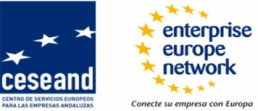 ceseand
CENTRO DE SERVICIOS EUROPEOS
PARA LAS EMPRESAS ANDALUZAS
enterprise
europe
network
Conecte su empresa con Europa